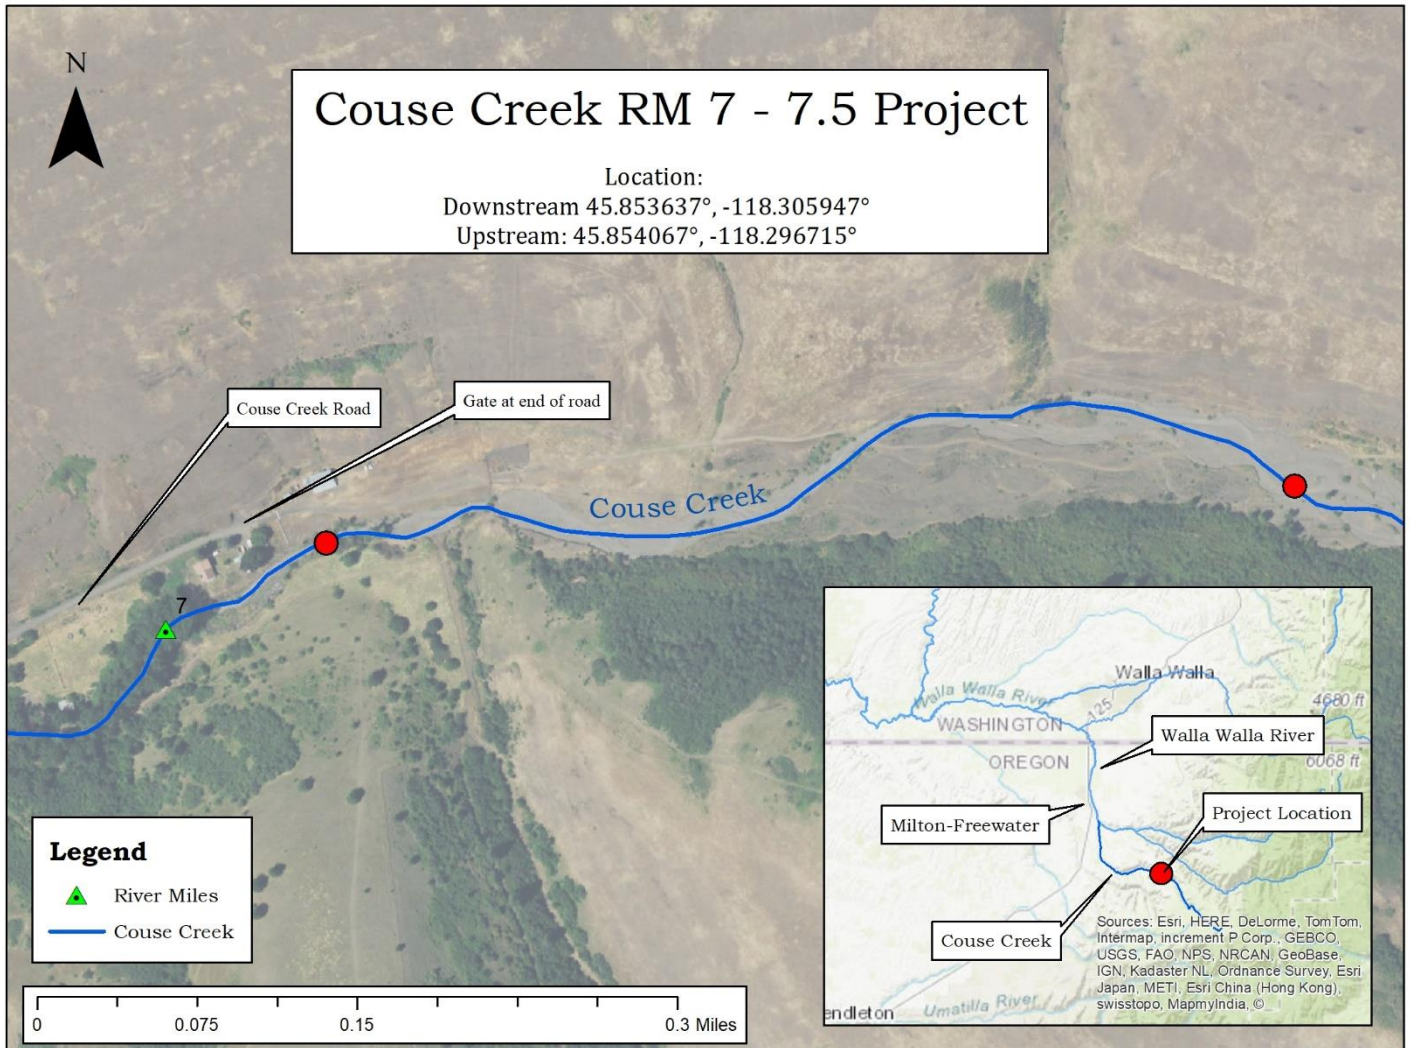 N
Couse Creek RM 7 - 7.5 Project
Location:
Downstream 45.853637°, -118.305947°
Upstream: 45.854067°, -118.296715°
Couse Creek Road
Gate at end of road
Couse Creek
7
Legend
River Miles
Couse Creek
0
0.075
0.15
0.3 Miles
Walla Walla
Walla Walla River
125
4680 ft
WASHINGTON
Walla Walla River
OREGON
6068 ft
Project Location
Milton-Freewater
Couse Creek
Sources: Esri, HERE, DeLorme, TomTom,
Intermap, increment P Corp., GEBCO,
USGS, FAO, NPS, NRCAN, GeoBase,
IGN, Kadaster NL, Ordnance Survey, Esri
Japan, METI, Esri China (Hong Kong),
swisstopo, MapmyIndia, ©
endleton
Umatilla River